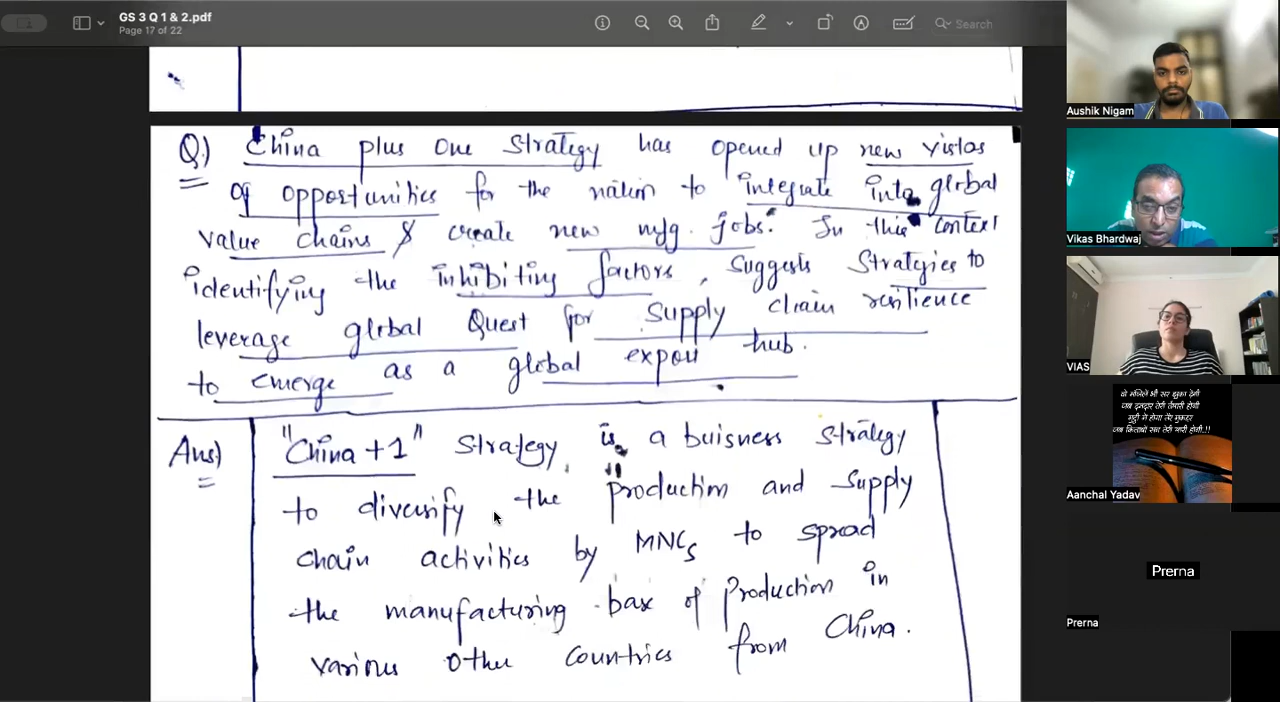 GS 3 Q 1 & 2.pdf
Page 17 of 22
Search
Q) China plus one strategy has opened up new vistas
of opportunities for the nation to integrate into global
value chains & create new mfg. jobs. In this context
identifying the inhibiting factors, suggests Stratgies to
leverage global Quest for supply chain resilience
to emerge as a global export hub.
Ans) "China +1" Strategy is a buisness strategy
to diversify the production and supply
chain activities by MNCs to spread
the manufacturing base of production in
various other countries from China.
Aushik Nigam
Vikas Bhardwaj
VIAS
Aanchal Yadav
Prerna
Prerna